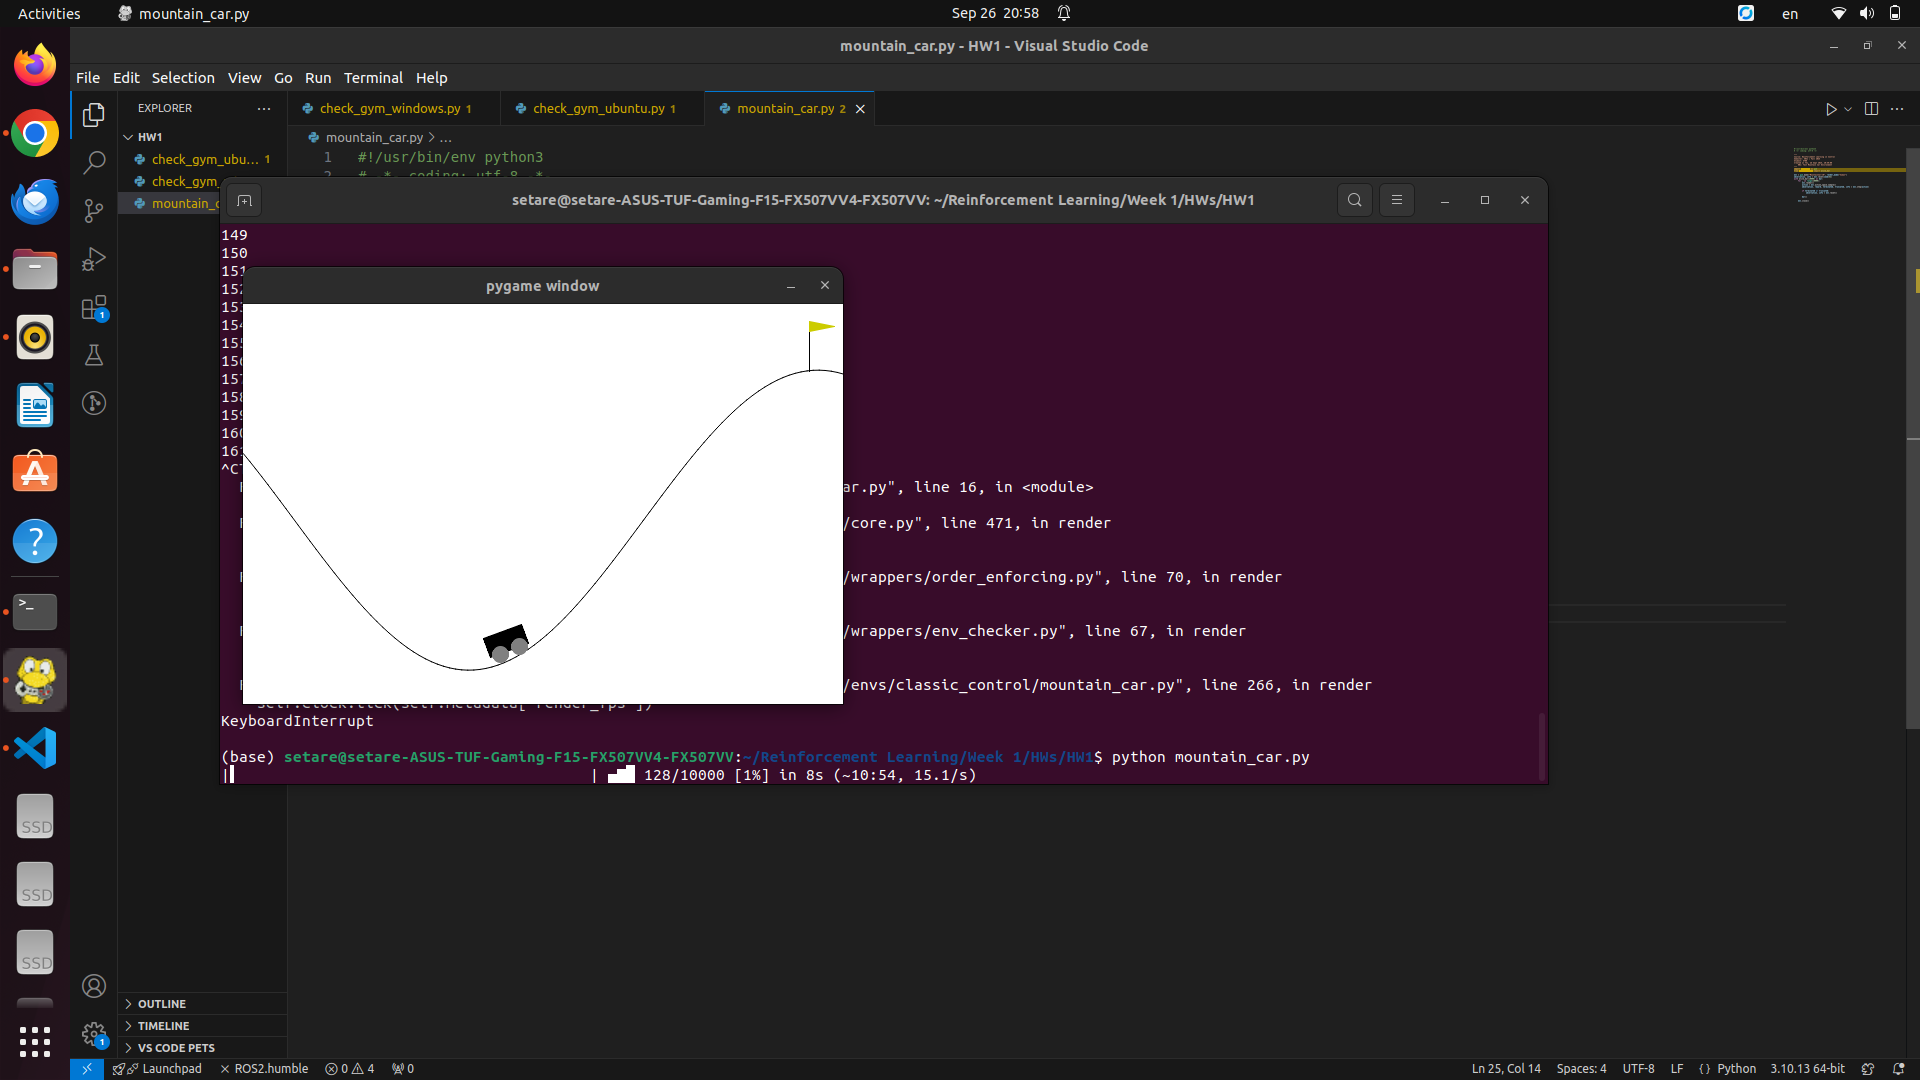 Activities
mountain_car.py
Sep 26 20:58
en
mountain_car.py - HW1 - Visual Studio Code
File Edit Selection View Go Run Terminal Help
EXPLORER
check_gym_windows.py 1
check_gym_ubuntu.py 1
mountain_car.py 2
HW1
mountain_car.py > ...
check_gym_ubu... 1
1 #!/usr/bin/env python3
2 # -*- coding: utf-8 -*-
check_gym_
mountain_c
setare@setare-ASUS-TUF-Gaming-F15-FX507VV4-FX507VV: ~/Reinforcement Learning/Week 1/HWs/HW1
149
150
151
152
153
154
155
156
157
158
159
160
161
^C
pygame window
ar.py", line 16, in <module>
/core.py", line 471, in render
/wrappers/order_enforcing.py", line 70, in render
/wrappers/env_checker.py", line 67, in render
/envs/classic_control/mountain_car.py", line 266, in render
self.clock.tick(self.metadata["render_fps"])
KeyboardInterrupt
(base) setare@setare-ASUS-TUF-Gaming-F15-FX507VV4-FX507VV:~/Reinforcement Learning/Week 1/HWs/HW1$ python mountain_car.py
| | 128/10000 [1%] in 8s (~10:54, 15.1/s)
1
SSD
SSD
SSD
OUTLINE
TIMELINE
VS CODE PETS
1
Launchpad
ROS2.humble
0 4
0
Ln 25, Col 14
Spaces: 4
UTF-8
LF
Python
3.10.13 64-bit